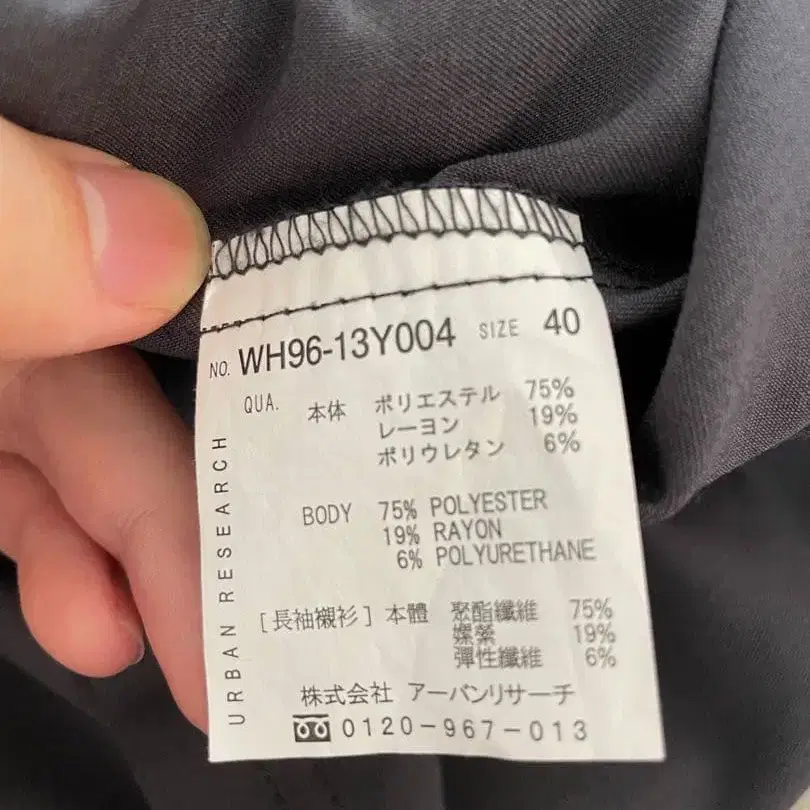 NO. WH96-13Y004 SIZE 40
QUA. 本体 ポリエステル 75%
レーヨン 19%
ポリウレタン 6%
BODY 75% POLYESTER
19% RAYON
6% POLYURETHANE
[長袖襯衫] 本體 聚酯纖維 75%
嫘縈 19%
彈性纖維 6%
株式会社 アーバンリサーチ
0120-967-013
URBAN RESEARCH